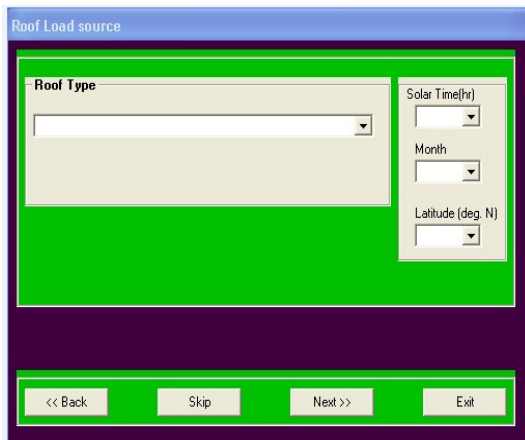 Roof Load source
Roof Type
Solar Time(hr)
Month
Latitude (deg. N)
<< Back
Skip
Next >>
Exit